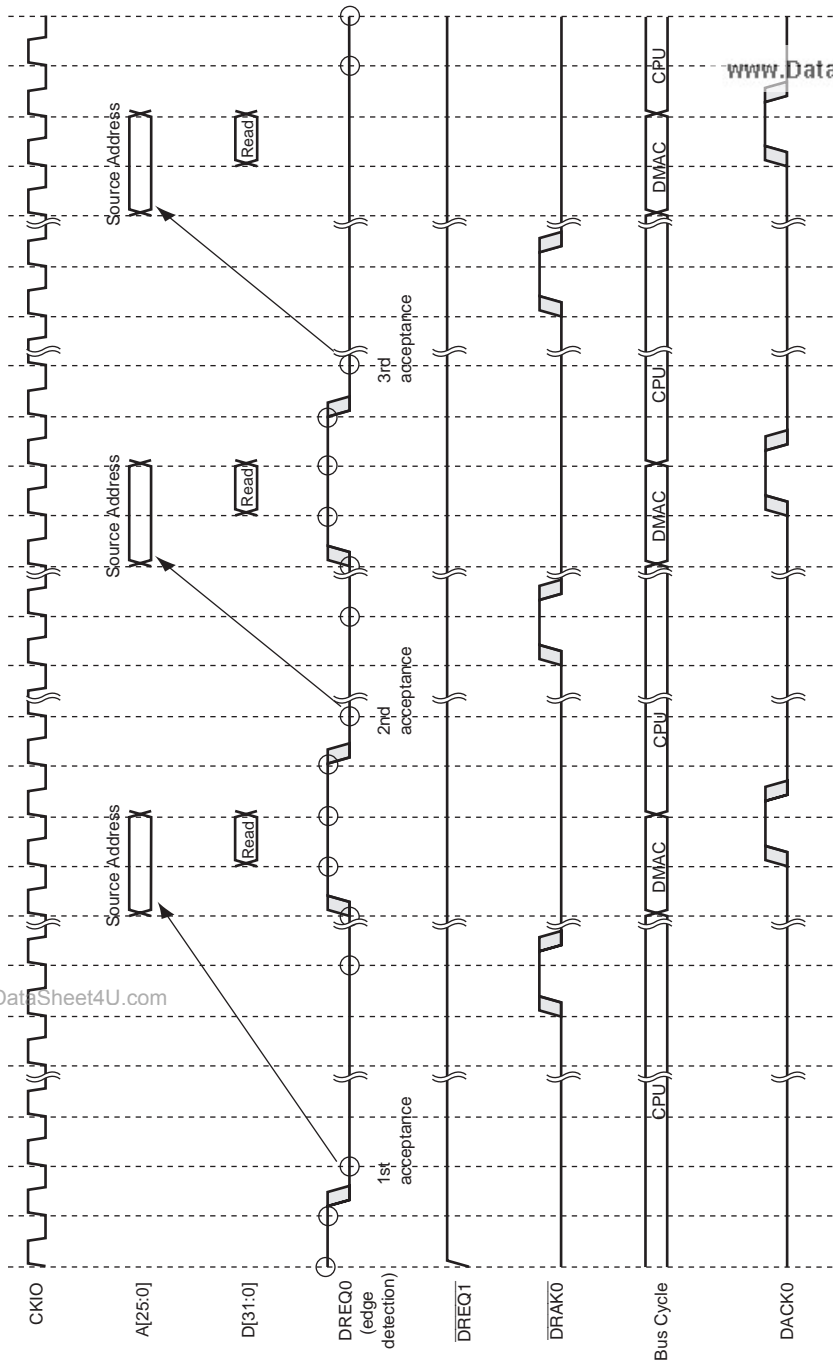 CKIO
Source Address
Source Address
Source Address
A[25:0]
Read
Read
Read
D[31:0]
DREQ0
(edge
detection)
1st
acceptance
2nd
acceptance
3rd
acceptance
DREQ1
DRAK0
Bus Cycle
CPU
DMAC
CPU
DMAC
CPU
DMAC
CPU
DACK0
www.Data
DataSheet4U.com